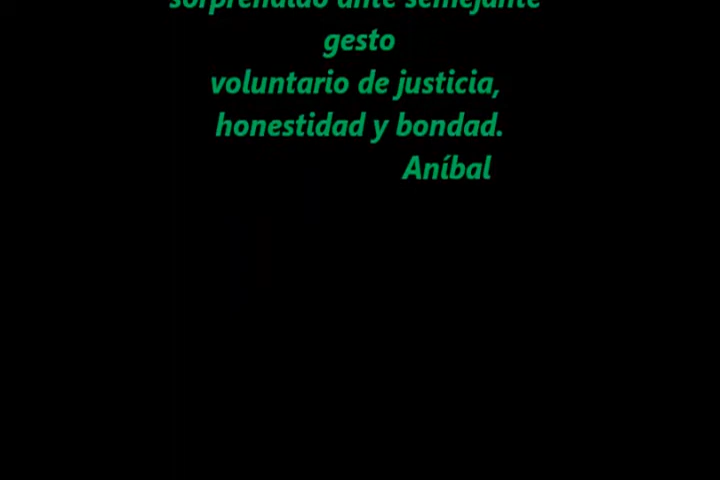 sorprendido ante semejante
gesto
voluntario de justicia,
honestidad y bondad.
Aníbal